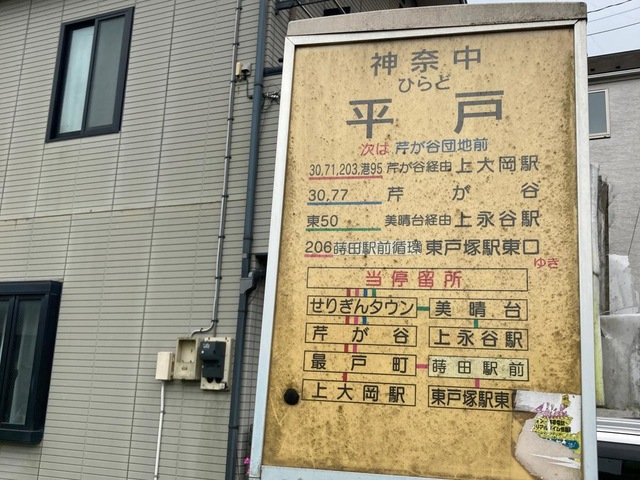 神奈中
ひらど
平戸
次は 芹が谷団地前
30,71,203,港95 芹が谷経由 上大岡駅
30,77 芹が谷
東50 美晴台経由 上永谷駅
206 蒔田駅前循環 東戸塚駅東口
ゆき
当停留所
せりぎんタウン 美晴台
芹が谷 上永谷駅
最戸町 蒔田駅前
上大岡駅 東戸塚駅東口